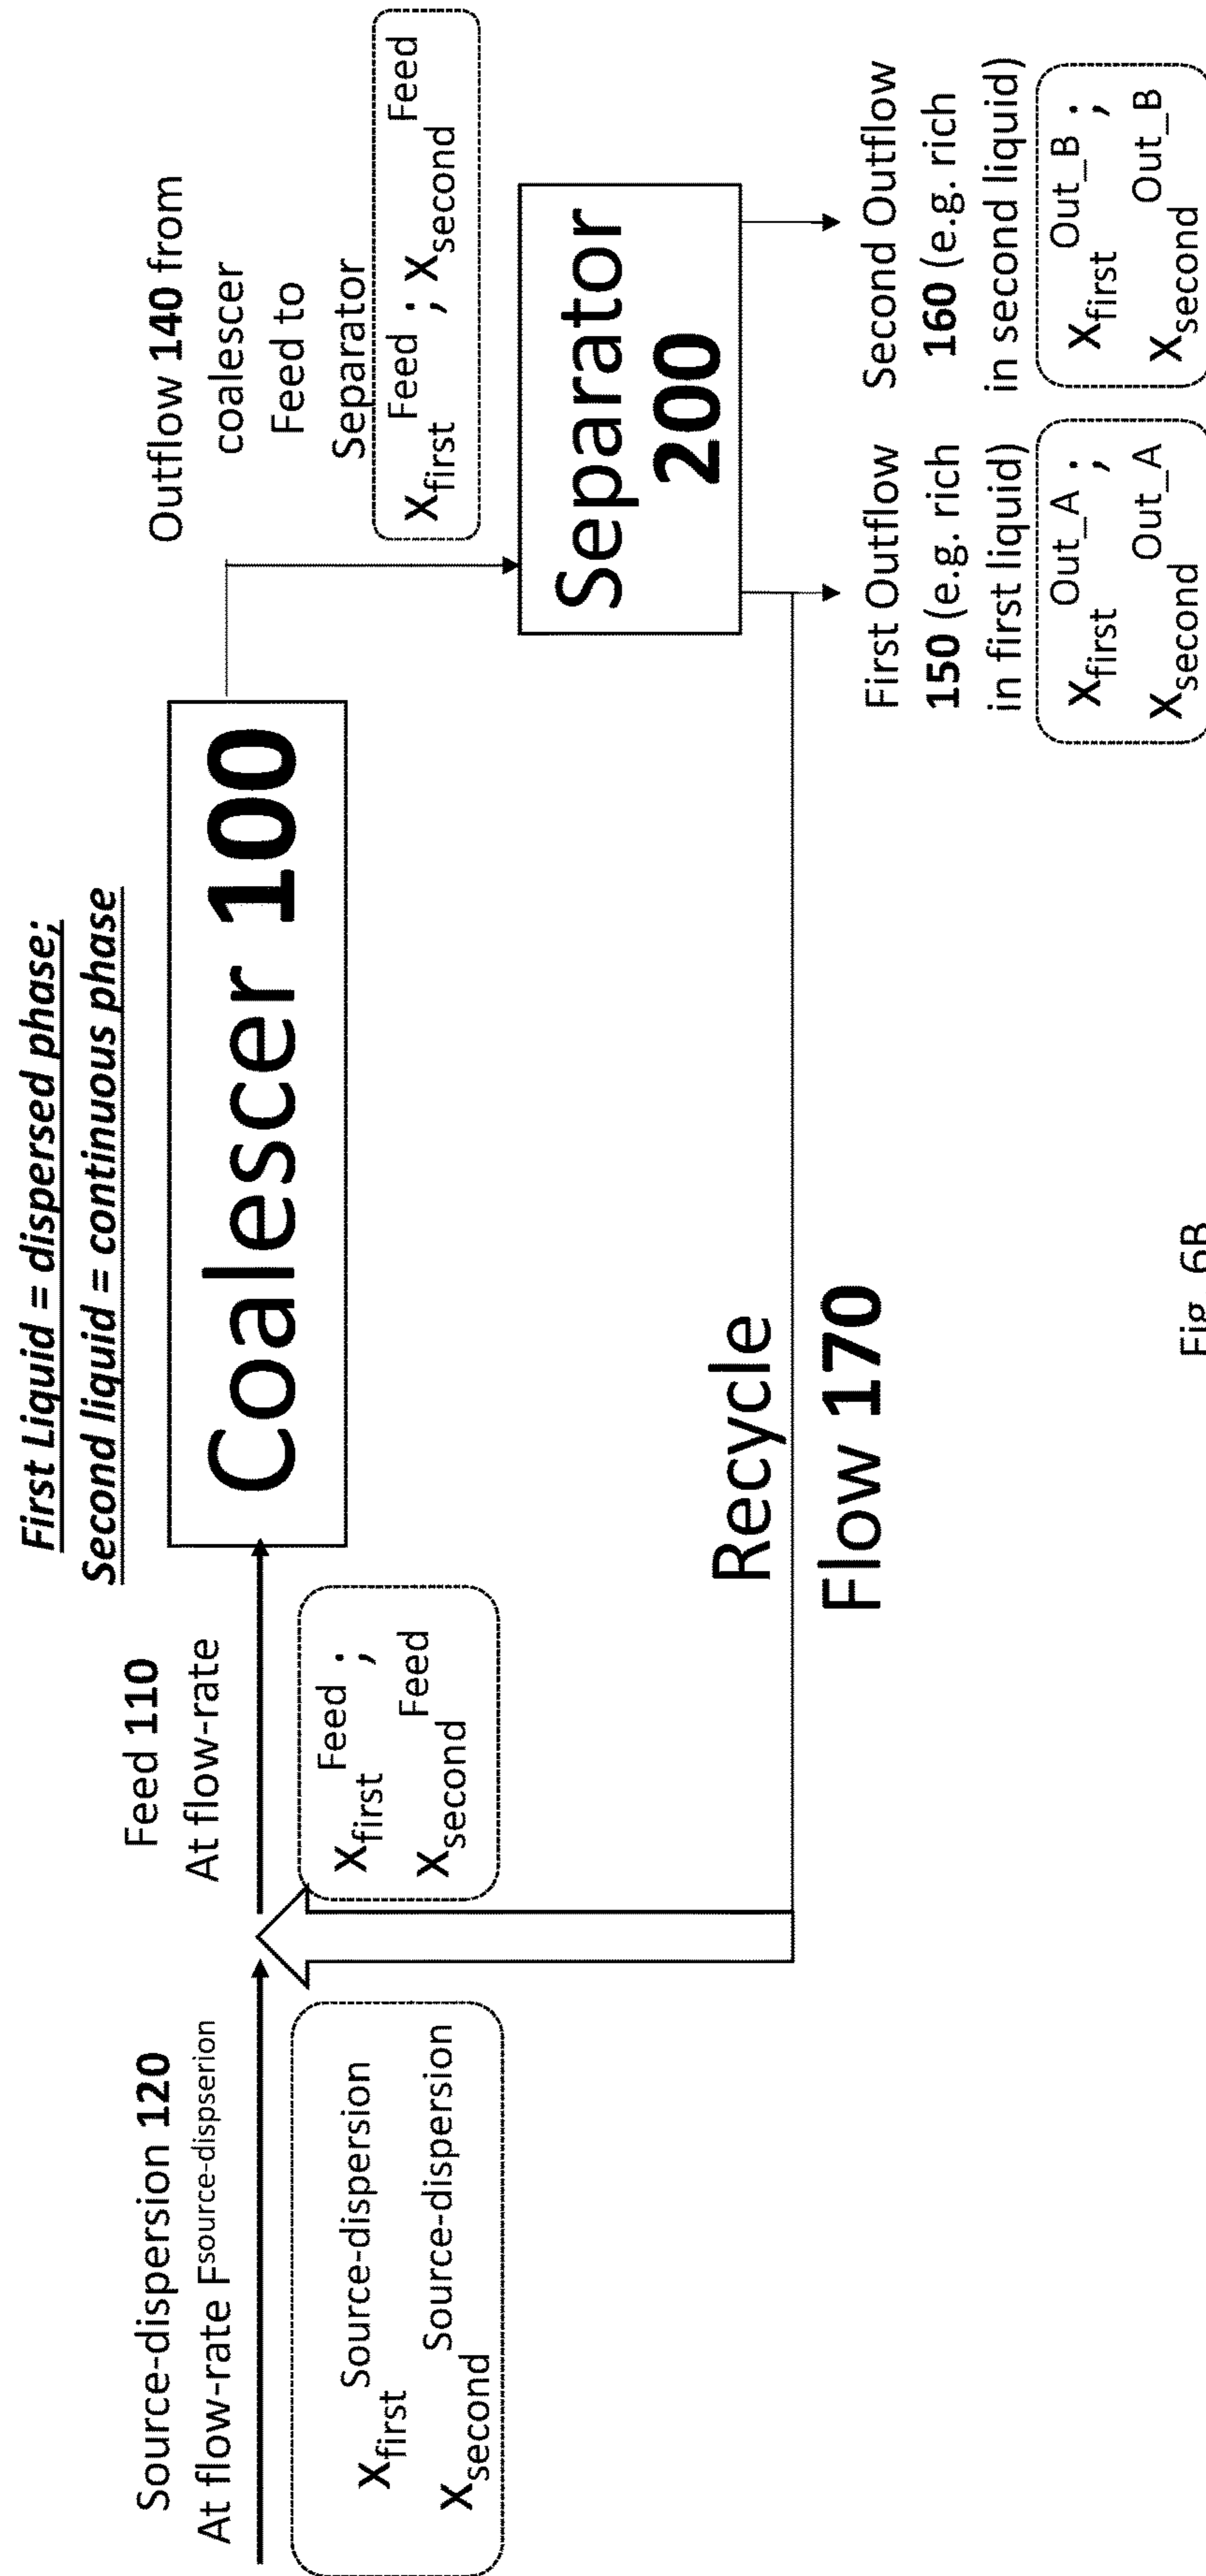 First Liquid = dispersed phase;
Second liquid = continuous phase
Source-dispersion 120
At flow-rate Fsource-dispserion
XfirstSource-dispersion
XsecondSource-dispersion
Feed 110
At flow-rate
XfirstFeed ;
XsecondFeed
Coalescer 100
Outflow 140 from
coalescer
Feed to
Separator
XfirstFeed ; XsecondFeed
Separator
200
Recycle
Flow 170
First Outflow
150 (e.g. rich
in first liquid)
XfirstOut_A ;
XsecondOut_A
Second Outflow
160 (e.g. rich
in second liquid)
XfirstOut_B ;
XsecondOut_B
Fig. 6B